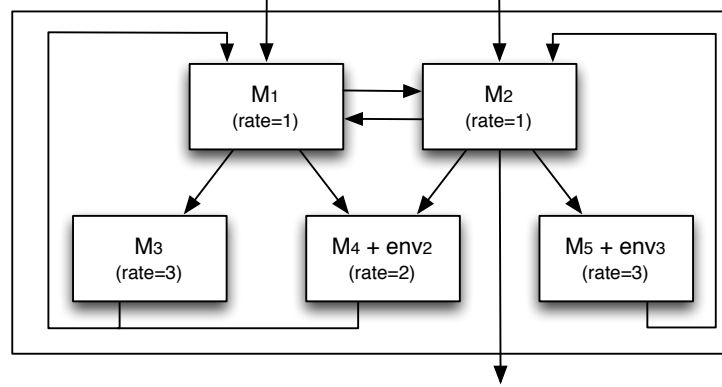 M1
(rate=1)
M2
(rate=1)
M3
(rate=3)
M4 + env2
(rate=2)
M5 + env3
(rate=3)